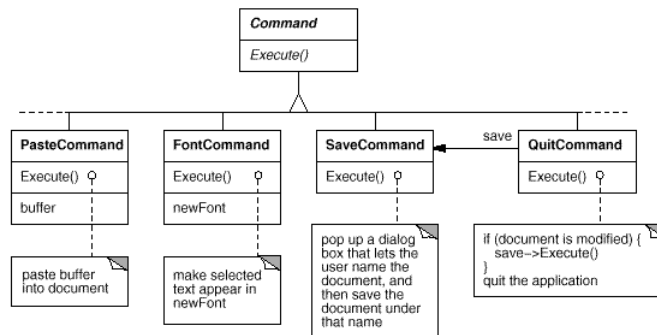 Command
Execute()
PasteCommand
Execute()
buffer
paste buffer
into document
FontCommand
Execute()
newFont
make selected
text appear in
newFont
SaveCommand
Execute()
pop up a dialog
box that lets the
user name the
document, and
then save the
document under
that name
save
QuitCommand
Execute()
if (document is modified) {
save->Execute()
}
quit the application